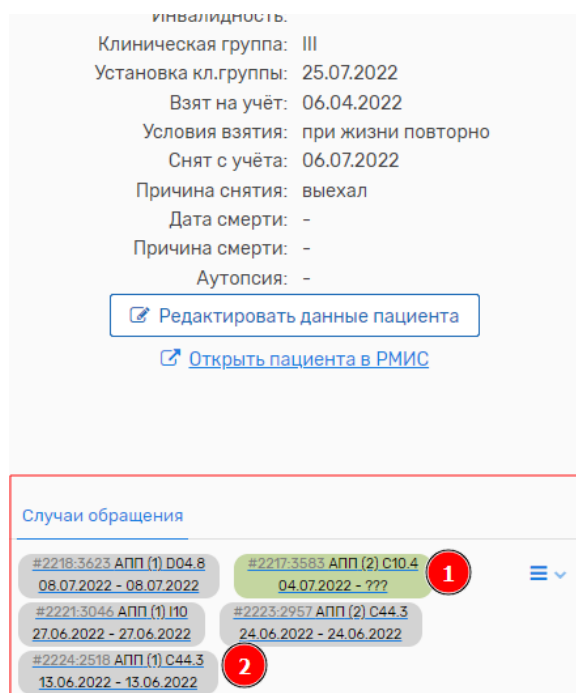 Инвалидность:
Клиническая группа: III
Установка кл.группы: 25.07.2022
Взят на учёт: 06.04.2022
Условия взятия: при жизни повторно
Снят с учёта: 06.07.2022
Причина снятия: выехал
Дата смерти: -
Причина смерти: -
Аутопсия: -
Редактировать данные пациента
Открыть пациента в РМИС
Случаи обращения
#2218:3623 АПП (1) D04.8
08.07.2022 - 08.07.2022
#2217:3583 АПП (2) C10.4
04.07.2022 - ???
1
#2221:3046 АПП (1) I10
27.06.2022 - 27.06.2022
#2223:2957 АПП (2) C44.3
24.06.2022 - 24.06.2022
#2224:2518 АПП (1) C44.3
13.06.2022 - 13.06.2022
2